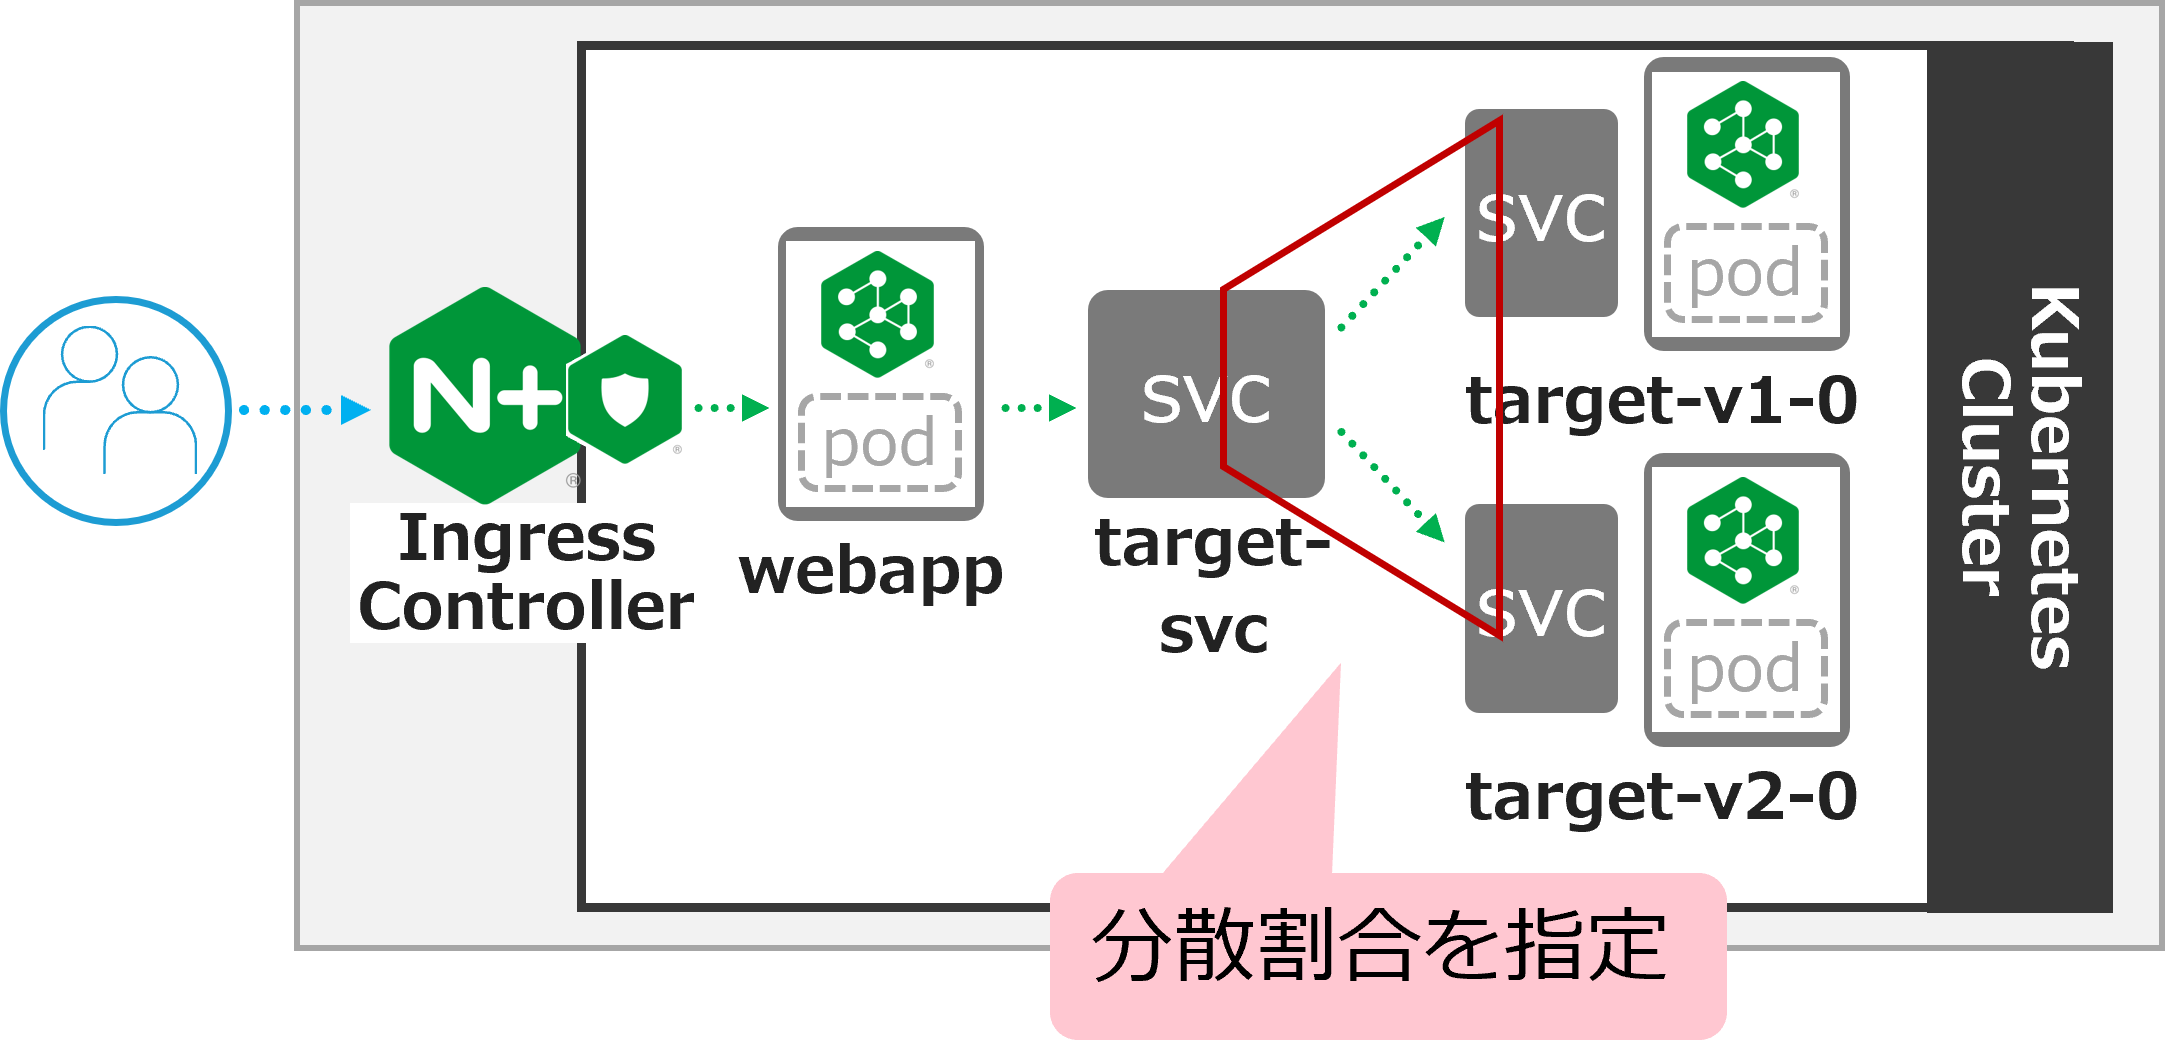 N+
®
®
Ingress
Controller
®
pod
webapp
SVC
target-
svc
SVC
®
pod
target-v1-0
SVC
®
pod
target-v2-0
Kubernetes
Cluster
分散割合を指定